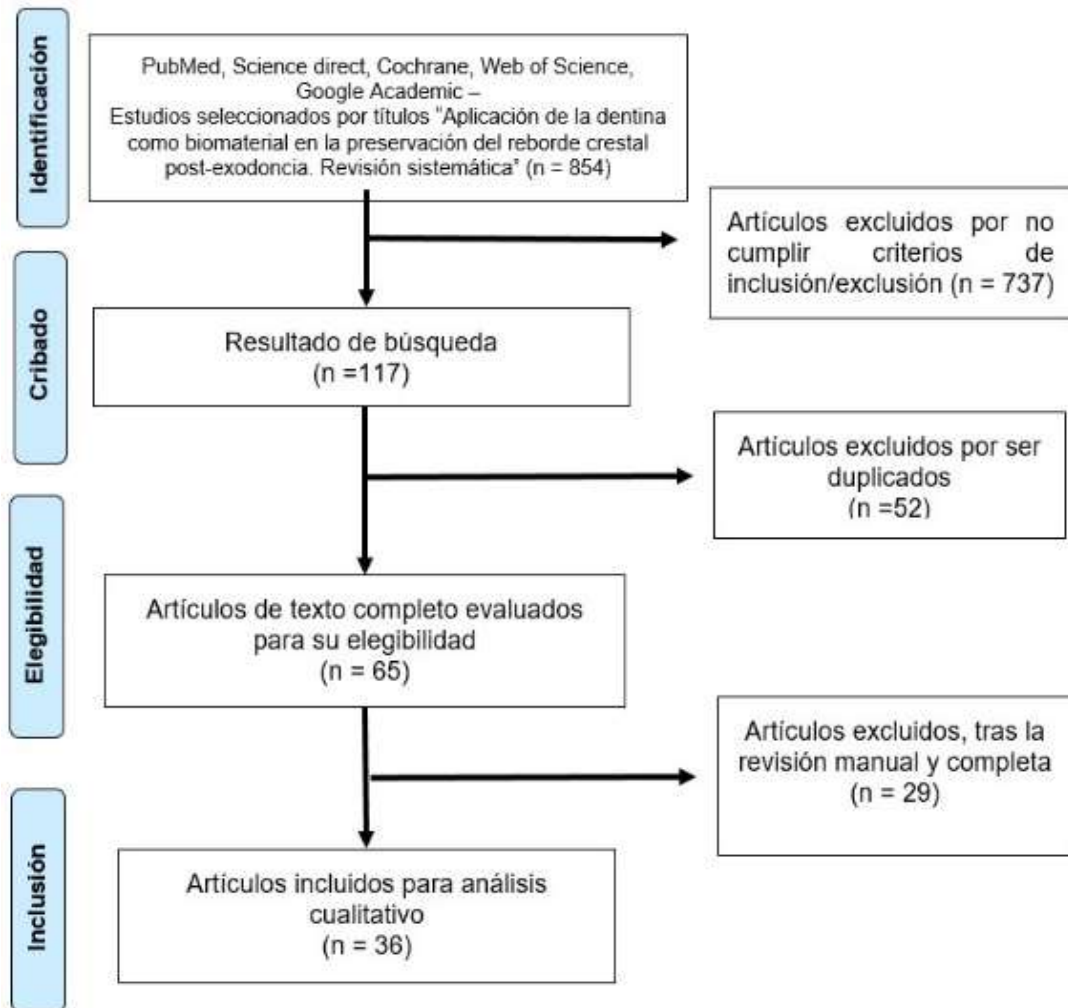 Identificación
PubMed, Science direct, Cochrane, Web of Science,
Google Academic –
Estudios seleccionados por títulos "Aplicación de la dentina
como biomaterial en la preservación del reborde crestal
post-exodoncia. Revisión sistemática" (n = 854)
Artículos excluidos por no
cumplir criterios de
inclusión/exclusión (n = 737)
Cribado
Resultado de búsqueda
(n =117)
Artículos excluidos por ser
duplicados
(n =52)
Elegibilidad
Artículos de texto completo evaluados
para su elegibilidad
(n = 65)
Artículos excluidos, tras la
revisión manual y completa
(n = 29)
Inclusión
Artículos incluidos para análisis
cualitativo
(n = 36)